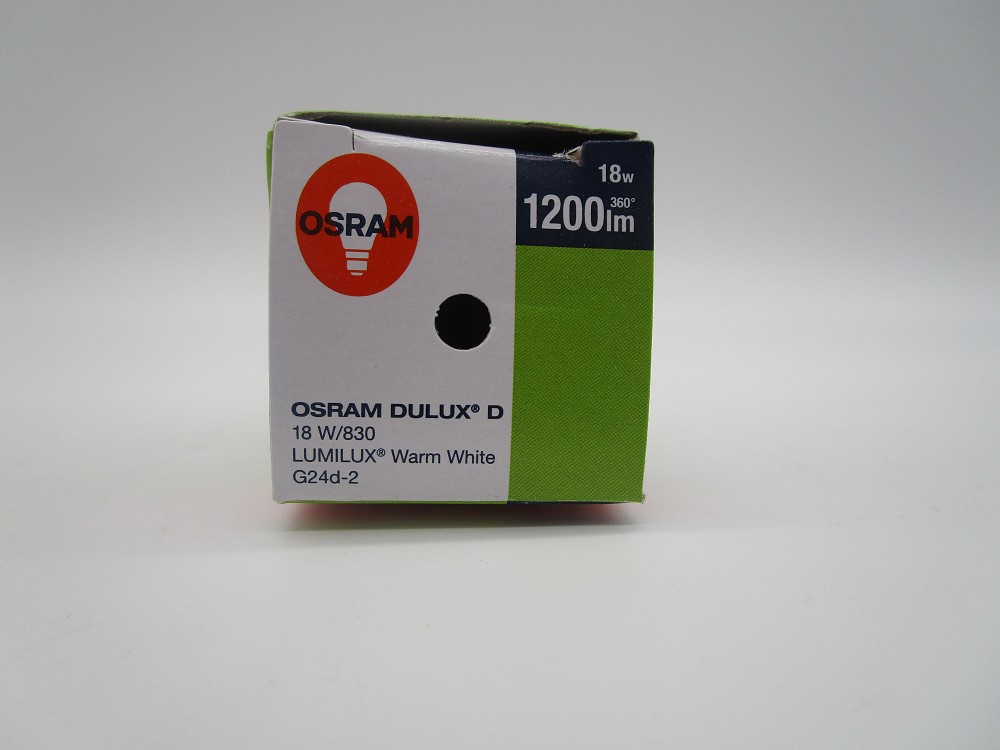 OSRAM
18W
360°
1200lm
OSRAM DULUX® D
18 W/830
LUMILUX® Warm White
G24d-2